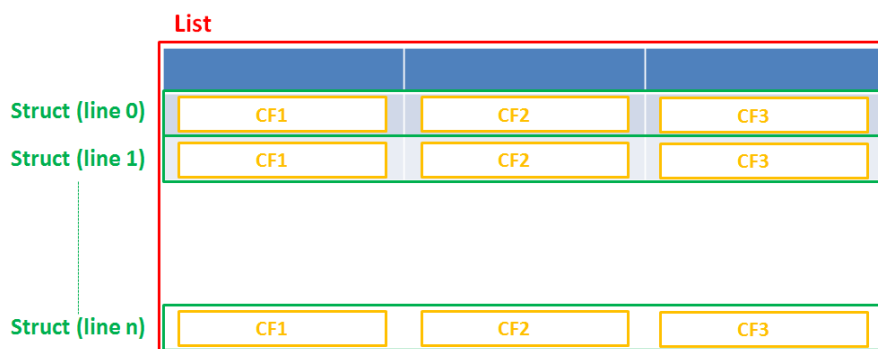 List
Struct (line 0) CF1 CF2 CF3
Struct (line 1) CF1 CF2 CF3
Struct (line n) CF1 CF2 CF3